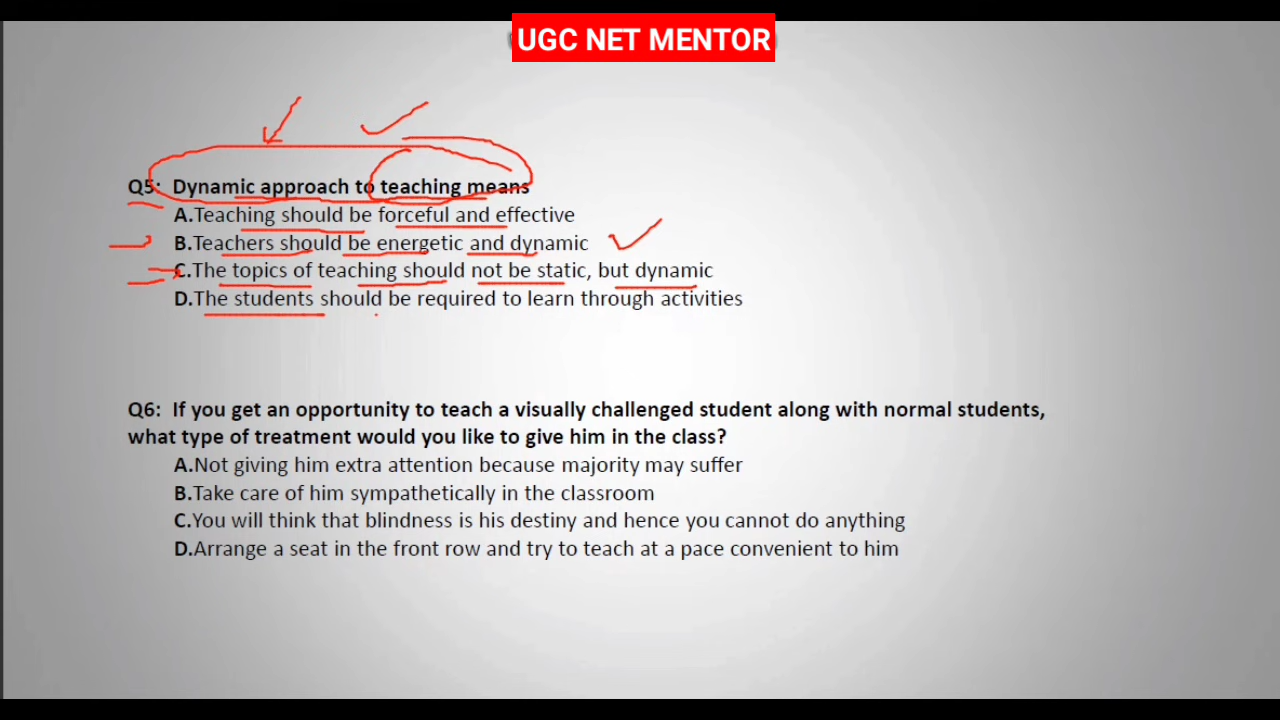 UGC NET MENTOR
Q5: Dynamic approach to teaching means
A.Teaching should be forceful and effective
B.Teachers should be energetic and dynamic
C.The topics of teaching should not be static, but dynamic
D.The students should be required to learn through activities
Q6: If you get an opportunity to teach a visually challenged student along with normal students,
what type of treatment would you like to give him in the class?
A.Not giving him extra attention because majority may suffer
B.Take care of him sympathetically in the classroom
C.You will think that blindness is his destiny and hence you cannot do anything
D.Arrange a seat in the front row and try to teach at a pace convenient to him